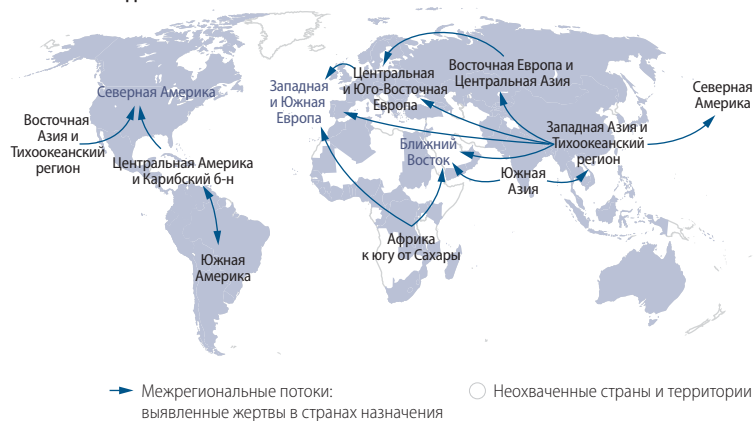 Северная Америка
Восточная
Азия и
Тихоокеанский
регион
Центральная Америка
и Карибский б-н
Южная
Америка
Западная
и Южная
Европа
Центральная
и Юго-Восточная
Европа
Восточная Европа и
Центральная Азия
Северная
Америка
Западная Азия и
Тихоокеанский
регион
Ближний
Восток
Южная
Азия
Африка
к югу от Сахары
Межрегиональные потоки:
выявленные жертвы в странах назначения
Неохваченные страны и территории